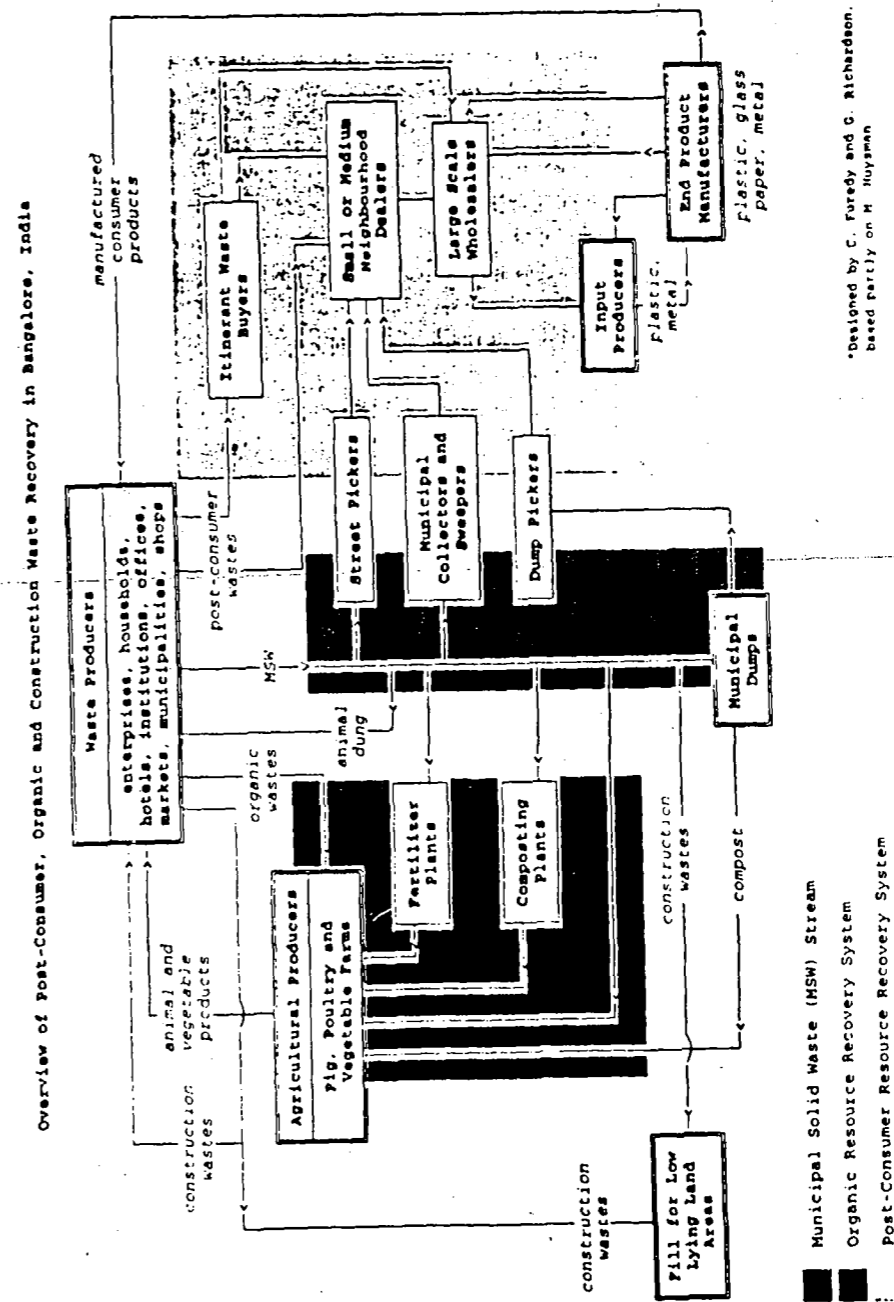 Overview of Post-Consumer, Organic and Construction Waste Recovery in Bangalore, India
manufactured
consumer
products
Waste Producers
enterprises, households,
hotels, institutions, offices,
markets, municipalities, shops
construction
wastes
animal and
vegetable
products
organic
wastes
animal
dung
MSW
post-consumer
wastes
Itinerant Waste
Buyers
Agricultural Producers
Pig, Poultry and
Vegetable Farms
Fertiliter
Plants
Composting
Plants
Street Pickers
Municipal
Collectors and
Sweepers
Dump Pickers
Small or Medium
Neighbourhood
Dealers
Large Scale
Wholesalers
Input
Producers
plastic,
metal
End Product
Manufacturers
plastic, glass
paper, metal
construction
wastes
Fill for Low
Lying Land
Areas
construction
wastes
compost
Municipal
Dumps
Municipal Solid Waste (MSW) Stream
Organic Resource Recovery System
Post-Consumer Resource Recovery System
*Designed by C. Furedy and G. Richardson.
based partly on M Huysman